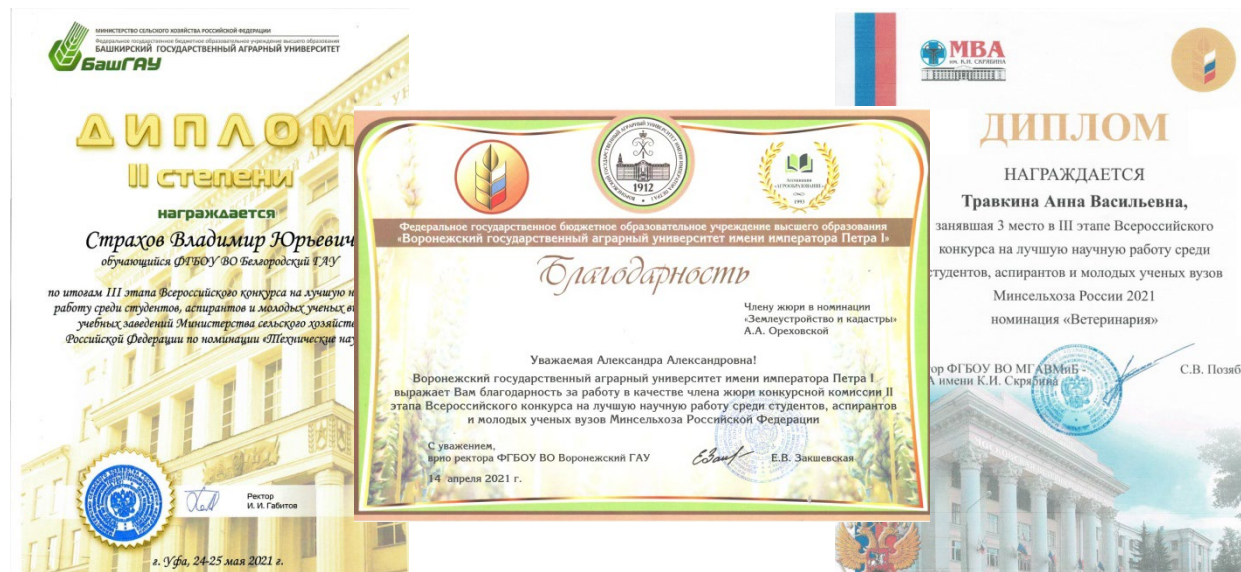 МИНИСТЕРСТВО СЕЛЬСКОГО ХОЗЯЙСТВА РОССИЙСКОЙ ФЕДЕРАЦИИ
Федеральное государственное бюджетное образовательное учреждение высшего образования
БАШКИРСКИЙ ГОСУДАРСТВЕННЫЙ АГРАРНЫЙ УНИВЕРСИТЕТ
БашГАУ
ДИПЛОМ
II степени
награждается
Страхов Владимир Юрьевич
обучающийся ФГБОУ ВО Белгородский ГАУ
по итогам III этапа Всероссийского конкурса на лучшую
работу среди студентов, аспирантов и молодых ученых
учебных заведений Министерства сельского
Российской Федерации по номинации «Технические
Ректор
И. И. Габитов
г. Уфа, 24-25 мая 2021 г.
1912
Ассоциация
«АГРООБРАЗОВАНИЕ»
1993
Федеральное государственное бюджетное образовательное учреждение высшего образования
«Воронежский государственный аграрный университет имени императора Петра I»
Благодарность
Члену жюри в номинации
«Землеустройство и кадастры»
А.А. Ореховской
Уважаемая Александра Александровна!
Воронежский государственный аграрный университет имени императора Петра I
выражает Вам благодарность за работу в качестве члена жюри конкурсной комиссии II
этапа Всероссийского конкурса на лучшую научную работу среди студентов, аспирантов
и молодых ученых вузов Минсельхоза Российской Федерации
С уважением,
врио ректора ФГБОУ ВО Воронежский ГАУ
Е.В. Закшевская
14 апреля 2021 г.
МВА
ИМ. К.И. СКРЯБИНА
ДИПЛОМ
НАГРАЖДАЕТСЯ
Травкина Анна Васильевна,
занявшая 3 место в III этапе Всероссийского
конкурса на лучшую научную работу среди
студентов, аспирантов и молодых ученых вузов
Минсельхоза России 2021
номинация «Ветеринария»
ФГБОУ ВО МГАВМиБ -
имени К.И. Скрябина
С.В.